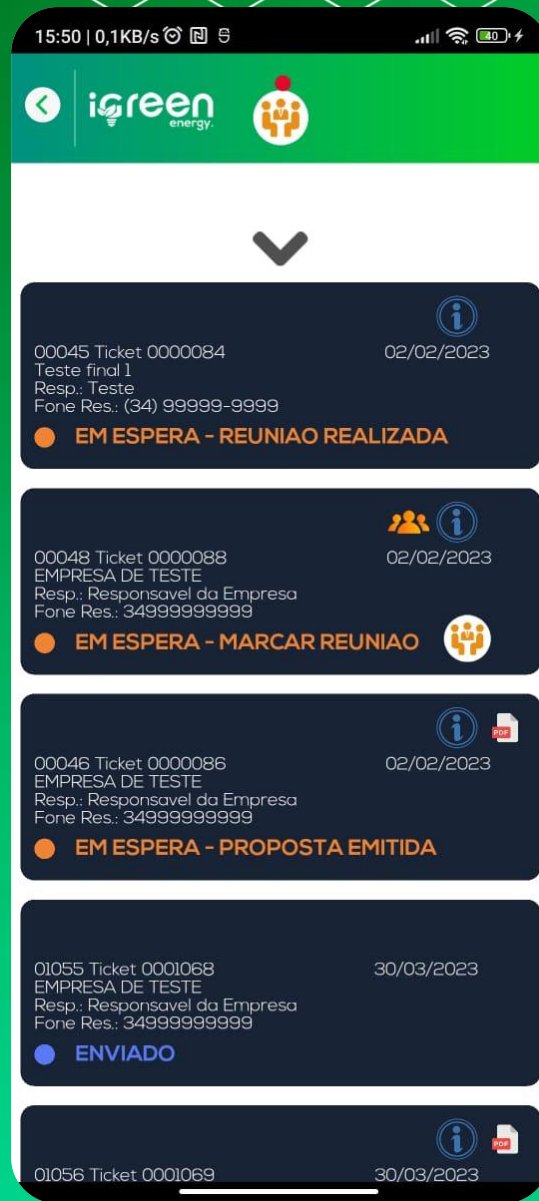 15:50 | 0,1KB/s
40
igreen
energy.
00045 Ticket 0000084 02/02/2023
Teste final 1
Resp.: Teste
Fone Res.: (34) 99999-9999
EM ESPERA - REUNIAO REALIZADA
00048 Ticket 0000088 02/02/2023
EMPRESA DE TESTE
Resp.: Responsavel da Empresa
Fone Res.: 34999999999
EM ESPERA - MARCAR REUNIAO
PDF
00046 Ticket 0000086 02/02/2023
EMPRESA DE TESTE
Resp.: Responsavel da Empresa
Fone Res.: 34999999999
EM ESPERA - PROPOSTA EMITIDA
01055 Ticket 0001068 30/03/2023
EMPRESA DE TESTE
Resp.: Responsavel da Empresa
Fone Res.: 34999999999
ENVIADO
PDF
01056 Ticket 0001069 30/03/2023